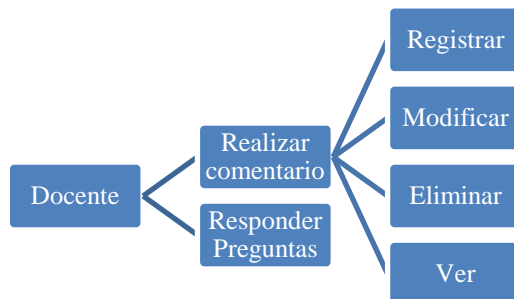 Docente
Realizar
comentario
Responder
Preguntas
Registrar
Modificar
Eliminar
Ver